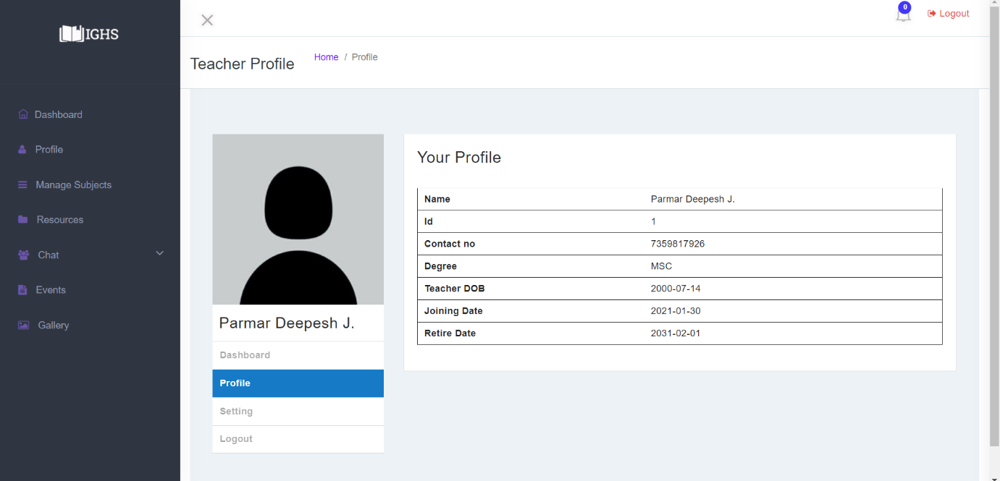 IGHS
Dashboard
Profile
Manage Subjects
Resources
Chat
Events
Gallery
0
Logout
Teacher Profile
Home / Profile
Parmar Deepesh J.
Dashboard
Profile
Setting
Logout
Your Profile
Name Parmar Deepesh J.
Id 1
Contact no 7359817926
Degree MSC
Teacher DOB 2000-07-14
Joining Date 2021-01-30
Retire Date 2031-02-01